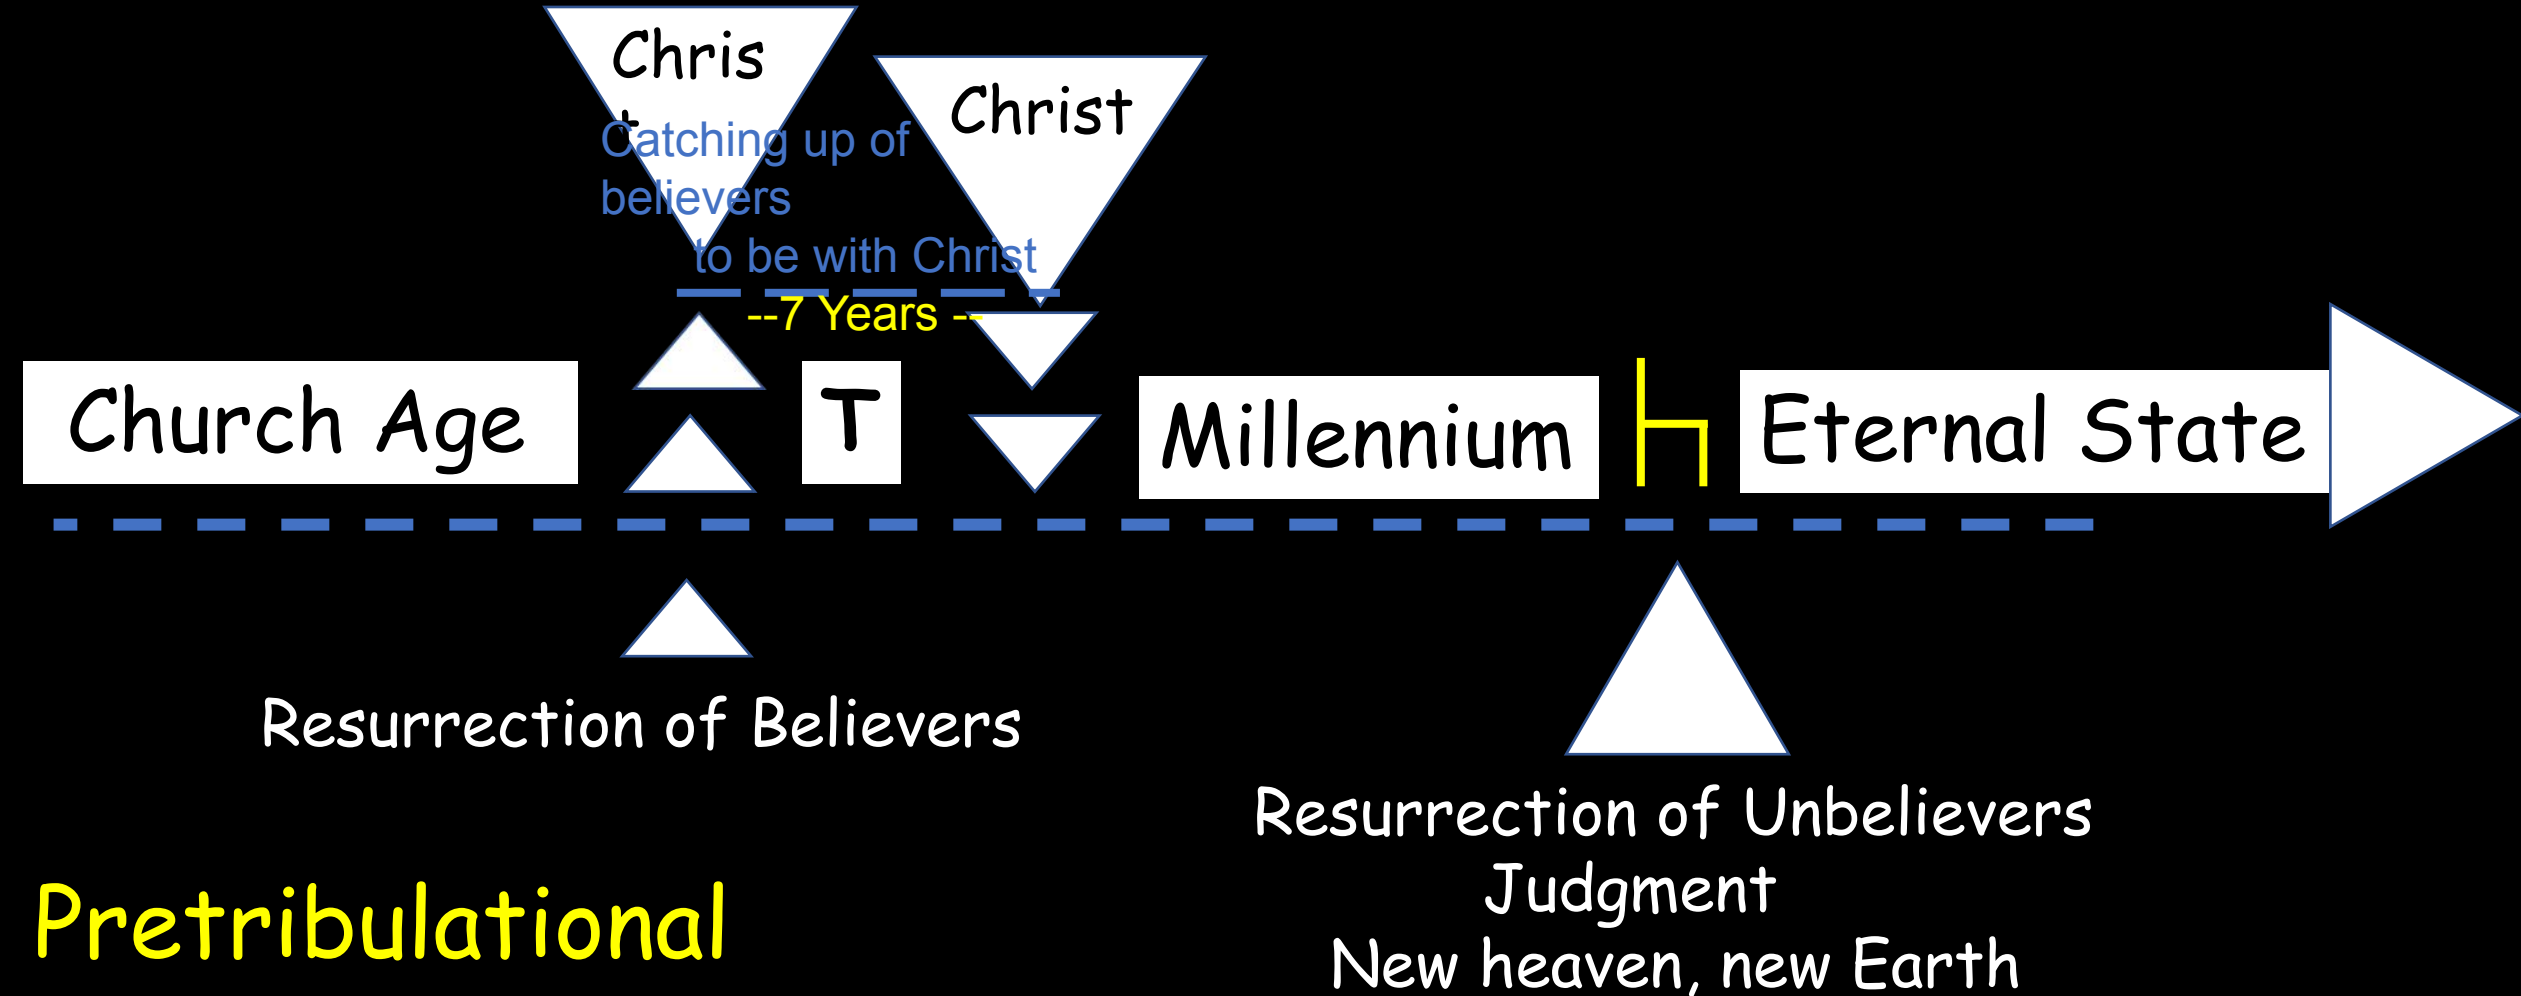 Chris
t
Christ
Catching up of
believers
to be with Christ
--7 Years --
Church Age
T
Millennium
Eternal State
Resurrection of Believers
Resurrection of Unbelievers
Judgment
New heaven, new Earth
Pretribulational